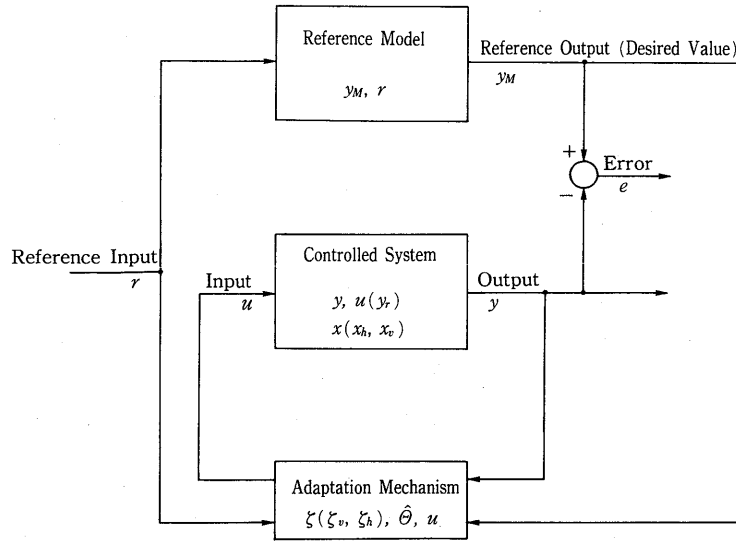 Reference Model
y_M, r
Reference Output (Desired Value)
y_M
+
Error
e
−
Reference Input
r
Input
u
Controlled System
y, u(y_r)
x(x_h, x_v)
Output
y
Adaptation Mechanism
ζ(ζ_v, ζ_h), Θ̂, u